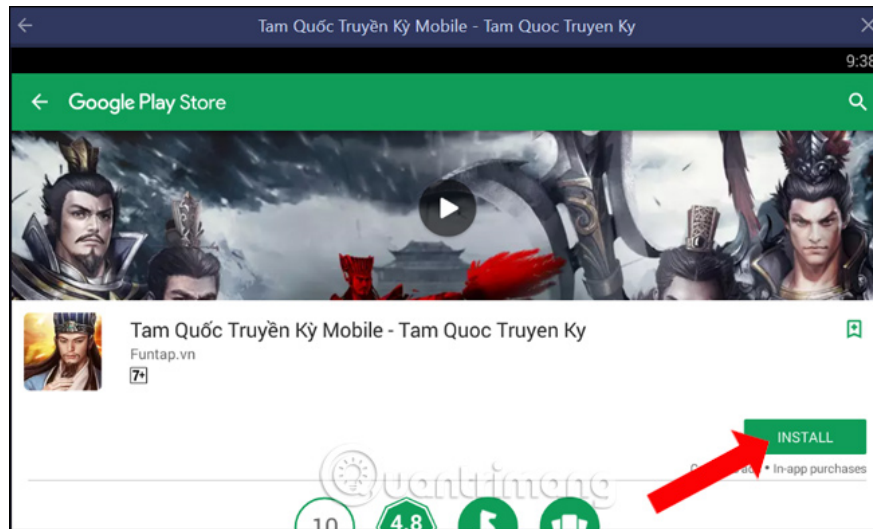 Tam Quốc Truyền Kỳ Mobile - Tam Quoc Truyen Ky
9:38
Google Play Store
Tam Quốc Truyền Kỳ Mobile - Tam Quoc Truyen Ky
Funtap.vn
7+
INSTALL
• In-app purchases
Quantrimang
10
4.8